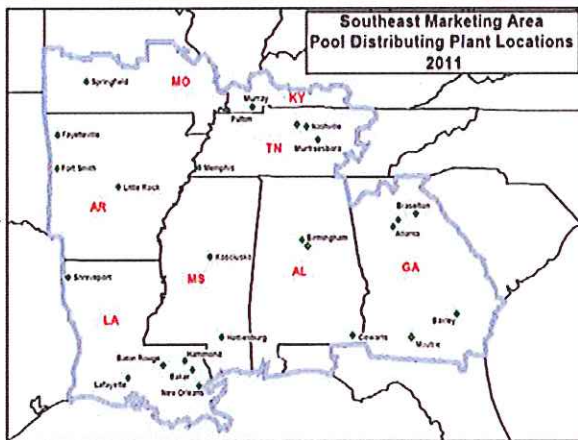 Southeast Marketing Area
Pool Distributing Plant Locations
2011
Springfield
MO
KY
Murray
Fulton
Nashville
Murfreesboro
TN
Fayetteville
Fort Smith
Memphis
Little Rock
AR
Braselton
Atlanta
Birmingham
Kosciusko
MS
AL
GA
Shreveport
LA
Baxley
Hattiesburg
Cowarts
Moultrie
Hammond
Baton Rouge
Baker
Lafayette
New Orleans